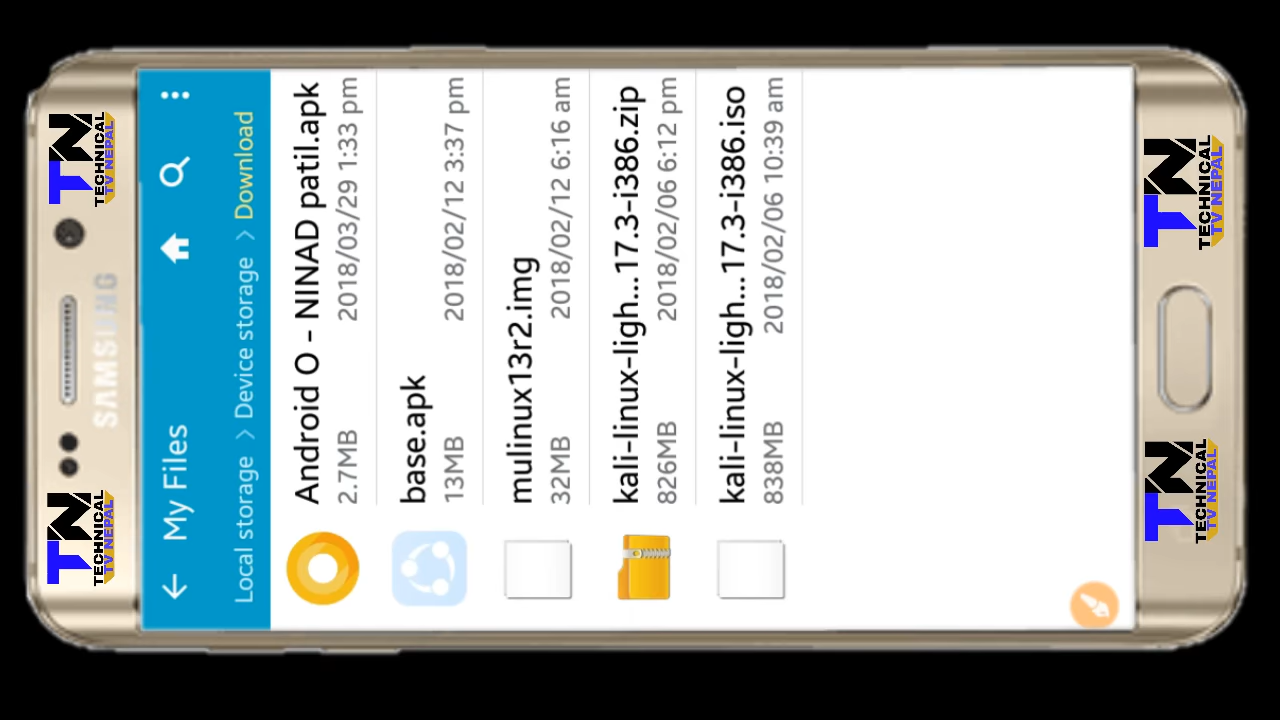 SAMSUNG
TN
TECHNICAL
TV NEPAL
TN
TECHNICAL
TV NEPAL
My Files
Local storage > Device storage > Download
Android O – NINAD patil.apk
2.7MB 2018/03/29 1:33 pm
base.apk
13MB 2018/02/12 3:37 pm
mulinux13r2.img
32MB 2018/02/12 6:16 am
kali-linux-ligh...17.3-i386.zip
826MB 2018/02/06 6:12 pm
kali-linux-ligh...17.3-i386.iso
838MB 2018/02/06 10:39 am
TN
TECHNICAL
TV NEPAL
TN
TECHNICAL
TV NEPAL